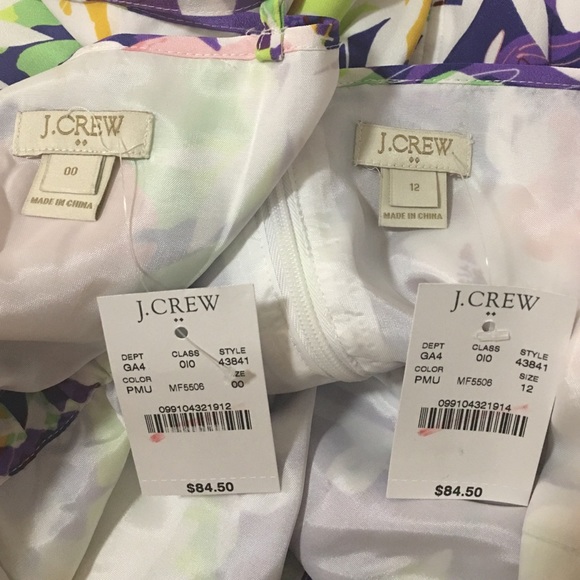 J.CREW
00
MADE IN CHINA
J.CREW
12
MADE IN CHINA
J.CREW
DEPT CLASS STYLE
GA4 010 43841
COLOR SIZE
PMU MF5506 00
099104321912
$84.50
J.CREW
DEPT CLASS STYLE
GA4 010 43841
COLOR SIZE
PMU MF5506 12
099104321914
$84.50